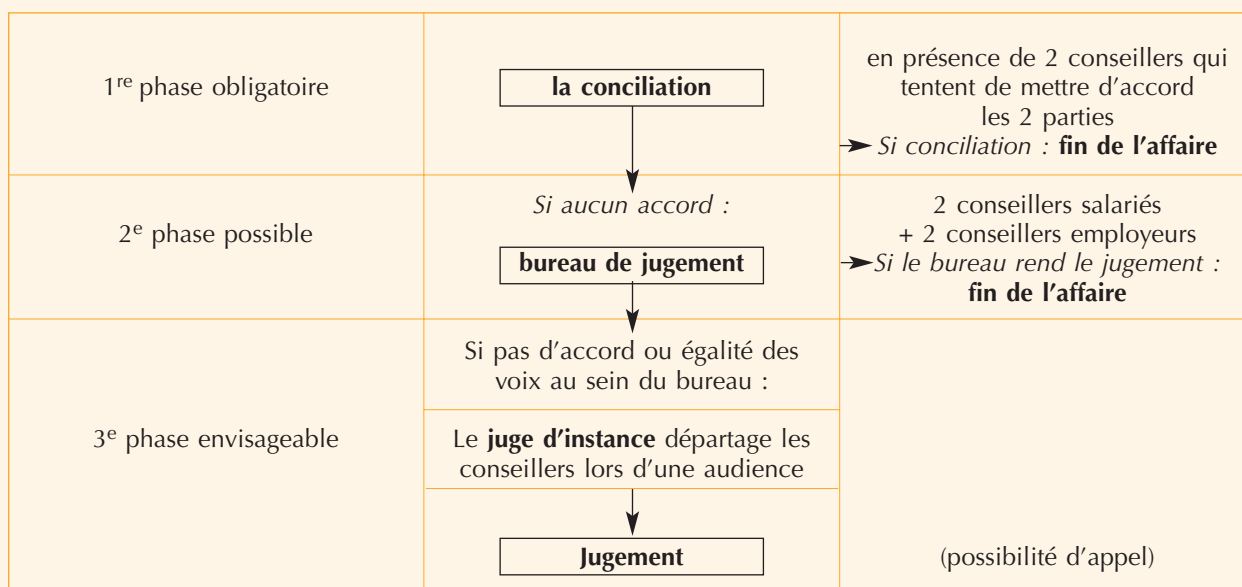 1re phase obligatoire
la conciliation
en présence de 2 conseillers qui
tentent de mettre d'accord
les 2 parties
Si conciliation : fin de l'affaire
2e phase possible
Si aucun accord :
bureau de jugement
2 conseillers salariés
+ 2 conseillers employeurs
Si le bureau rend le jugement :
fin de l'affaire
3e phase envisageable
Si pas d'accord ou égalité des
voix au sein du bureau :
Le juge d'instance départage les
conseillers lors d'une audience
Jugement
(possibilité d'appel)